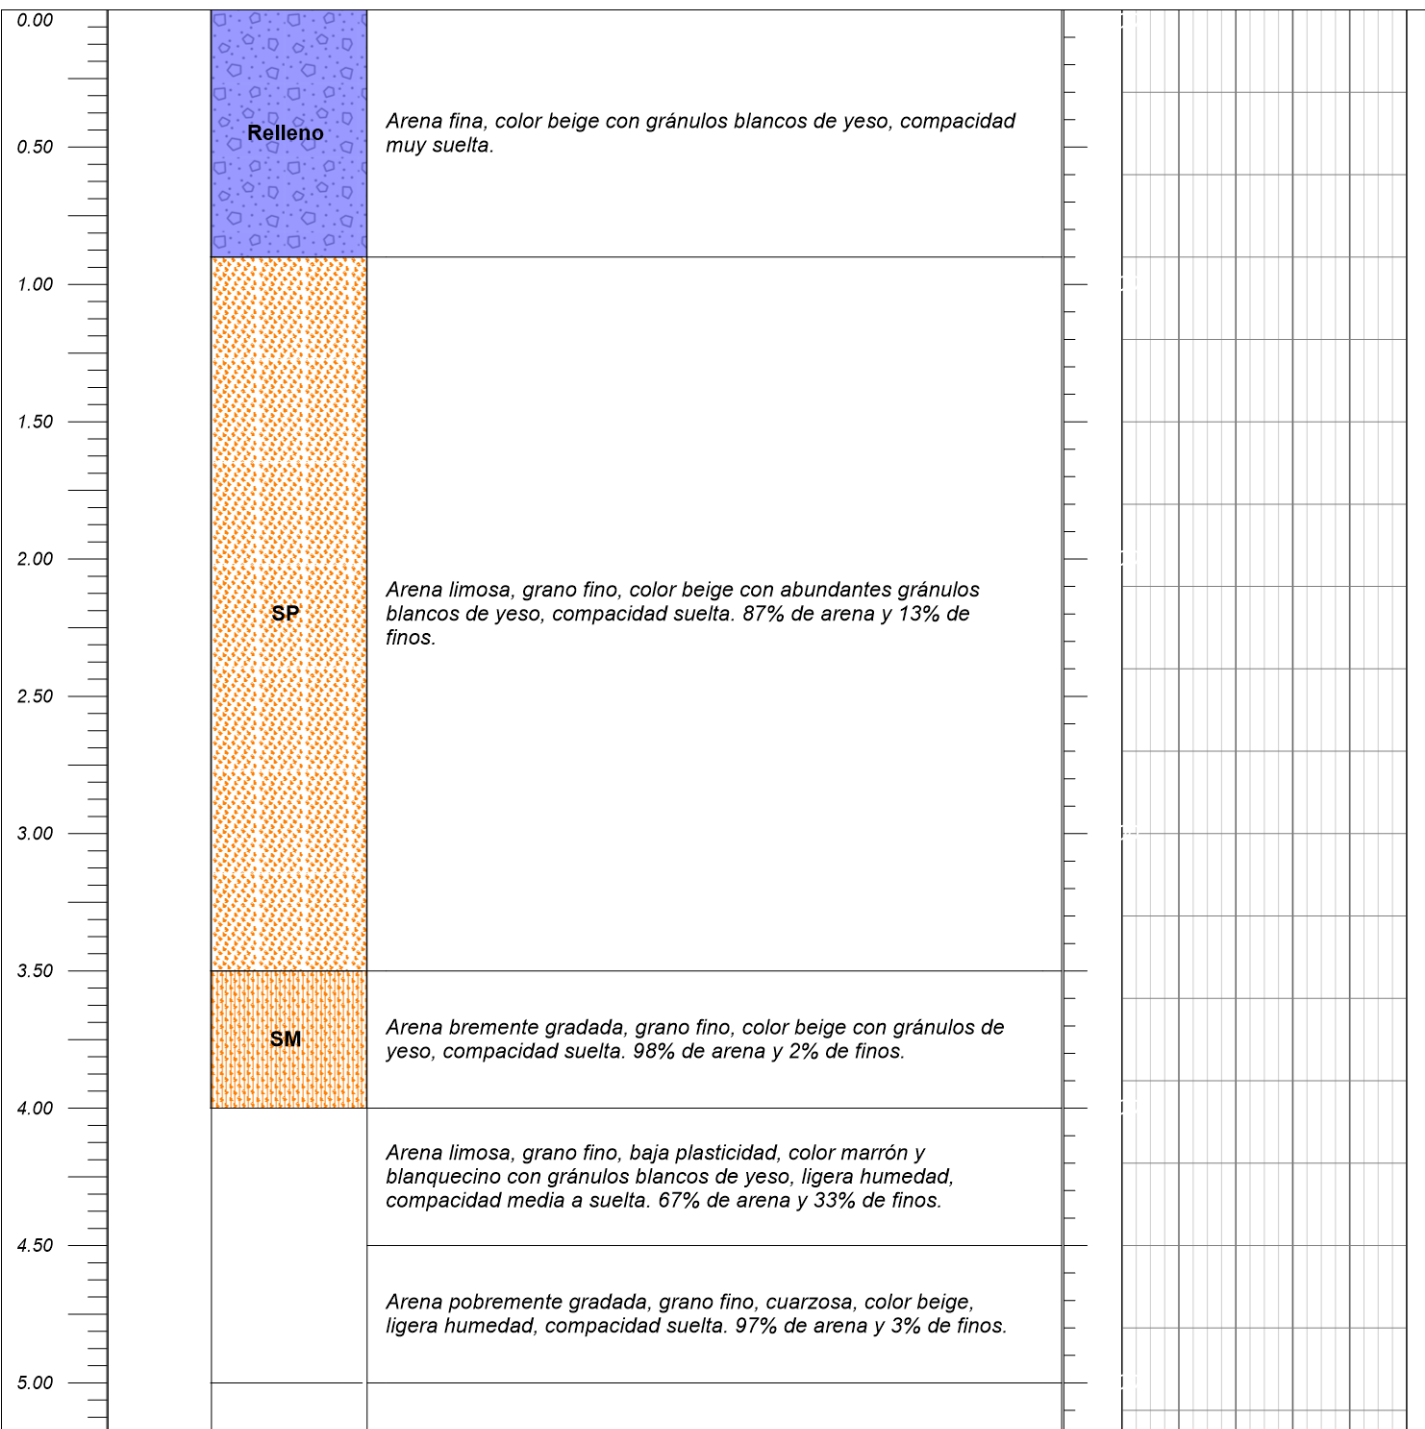 0.00
Relleno
Arena fina, color beige con gránulos blancos de yeso, compacidad
muy suelta.
0.50
1.00
1.50
2.00
SP
Arena limosa, grano fino, color beige con abundantes gránulos
blancos de yeso, compacidad suelta. 87% de arena y 13% de
finos.
2.50
3.00
3.50
SM
Arena bremente gradada, grano fino, color beige con gránulos de
yeso, compacidad suelta. 98% de arena y 2% de finos.
4.00
Arena limosa, grano fino, baja plasticidad, color marrón y
blanquecino con gránulos blancos de yeso, ligera humedad,
compacidad media a suelta. 67% de arena y 33% de finos.
4.50
Arena pobremente gradada, grano fino, cuarzosa, color beige,
ligera humedad, compacidad suelta. 97% de arena y 3% de finos.
5.00